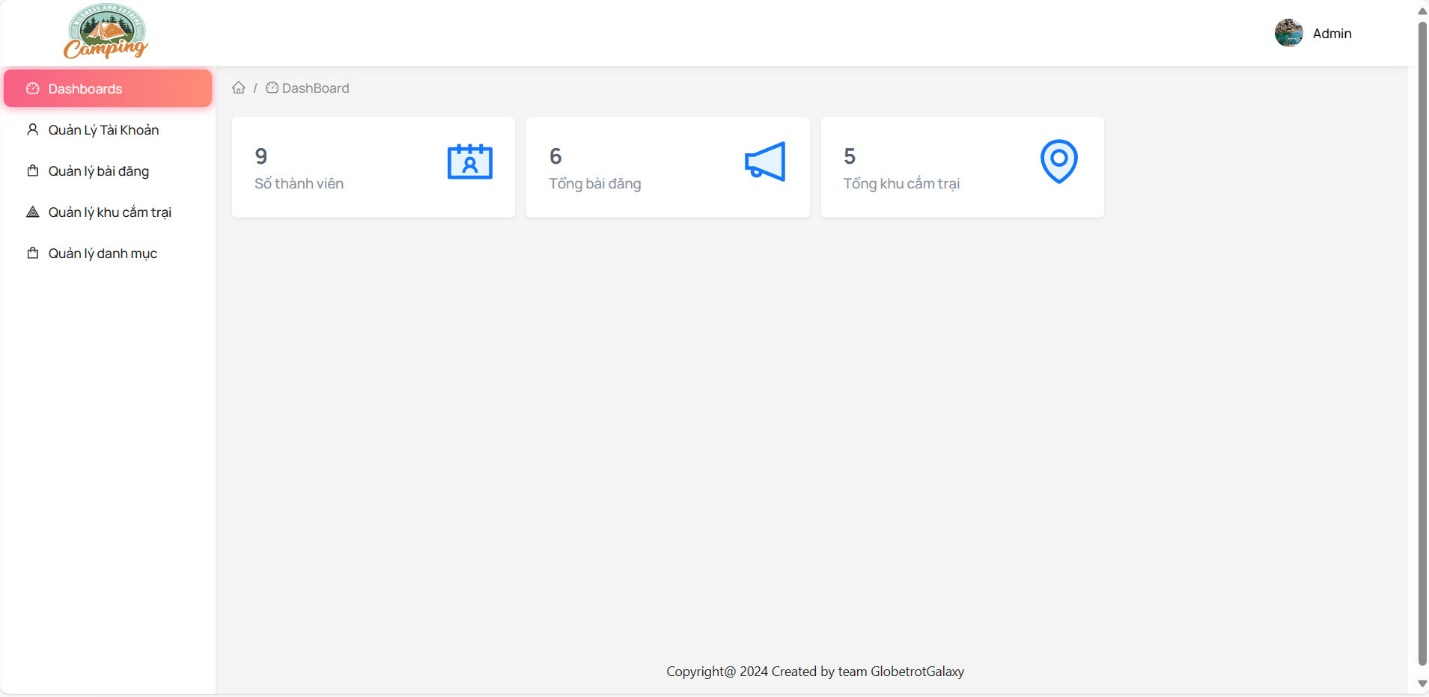 Camping
Admin
Dashboards
/ DashBoard
Quản Lý Tài Khoản
Quản lý bài đăng
Quản lý khu cắm trại
Quản lý danh mục
9
Số thành viên
6
Tổng bài đăng
5
Tổng khu cắm trại
Copyright@ 2024 Created by team GlobetrotGalaxy